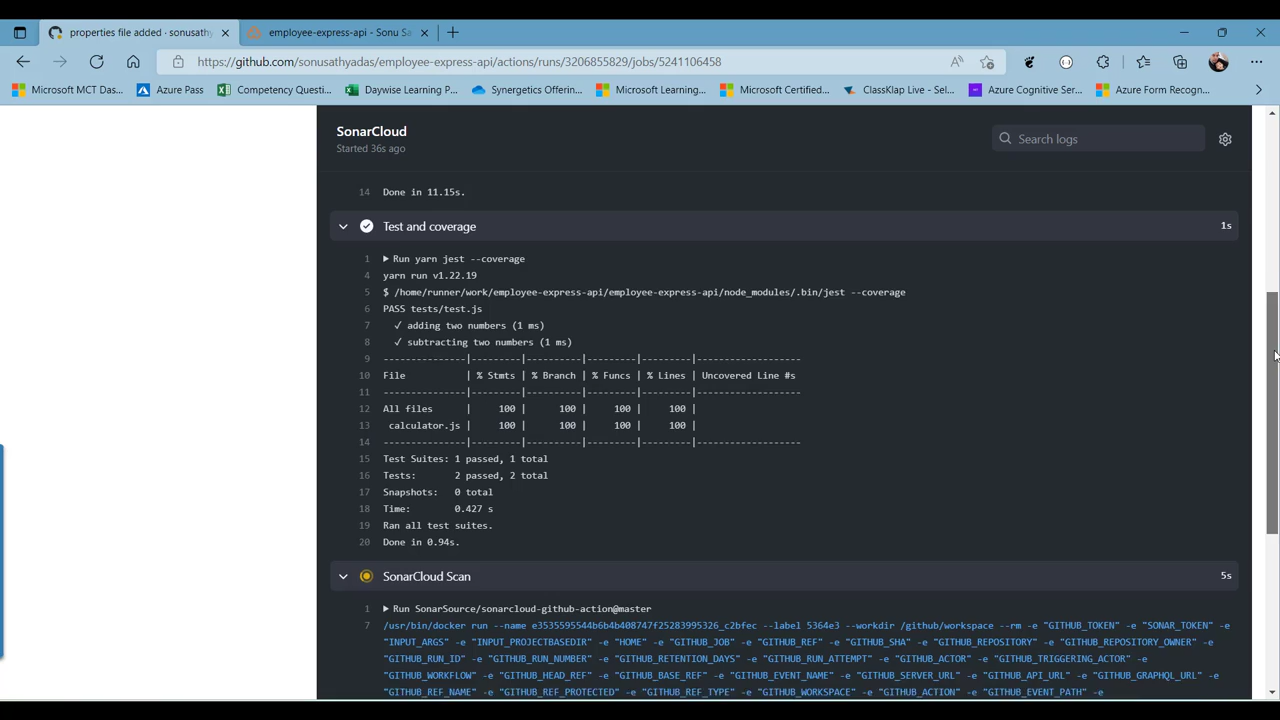 properties file added · sonusathy
employee-express-api - Sonu Sa
https://github.com/sonusathyadas/employee-express-api/actions/runs/3206855829/jobs/5241106458
Microsoft MCT Das...
Azure Pass
Competency Questi...
Daywise Learning P...
Synergetics Offerin...
Microsoft Learning...
Microsoft Certified...
ClassKlap Live - Sel...
Azure Cognitive Ser...
Azure Form Recogn...
SonarCloud
Started 36s ago
Search logs
14 Done in 11.15s.
Test and coverage 1s
1 ▶ Run yarn jest --coverage
4 yarn run v1.22.19
5 $ /home/runner/work/employee-express-api/employee-express-api/node_modules/.bin/jest --coverage
6 PASS tests/test.js
7 ✓ adding two numbers (1 ms)
8 ✓ subtracting two numbers (1 ms)
9 ---------------|---------|----------|---------|---------|-------------------
10 File | % Stmts | % Branch | % Funcs | % Lines | Uncovered Line #s
11 ---------------|---------|----------|---------|---------|-------------------
12 All files | 100 | 100 | 100 | 100 |
13 calculator.js | 100 | 100 | 100 | 100 |
14 ---------------|---------|----------|---------|---------|-------------------
15 Test Suites: 1 passed, 1 total
16 Tests: 2 passed, 2 total
17 Snapshots: 0 total
18 Time: 0.427 s
19 Ran all test suites.
20 Done in 0.94s.
SonarCloud Scan 5s
1 ▶ Run SonarSource/sonarcloud-github-action@master
7 /usr/bin/docker run --name e3535595544b6b4b408747f25283995326_c2bfec --label 5364e3 --workdir /github/workspace --rm -e "GITHUB_TOKEN" -e "SONAR_TOKEN" -e
"INPUT_ARGS" -e "INPUT_PROJECTBASEDIR" -e "HOME" -e "GITHUB_JOB" -e "GITHUB_REF" -e "GITHUB_SHA" -e "GITHUB_REPOSITORY" -e "GITHUB_REPOSITORY_OWNER" -e
"GITHUB_RUN_ID" -e "GITHUB_RUN_NUMBER" -e "GITHUB_RETENTION_DAYS" -e "GITHUB_RUN_ATTEMPT" -e "GITHUB_ACTOR" -e "GITHUB_TRIGGERING_ACTOR" -e
"GITHUB_WORKFLOW" -e "GITHUB_HEAD_REF" -e "GITHUB_BASE_REF" -e "GITHUB_EVENT_NAME" -e "GITHUB_SERVER_URL" -e "GITHUB_API_URL" -e "GITHUB_GRAPHQL_URL" -e
"GITHUB_REF_NAME" -e "GITHUB_REF_PROTECTED" -e "GITHUB_REF_TYPE" -e "GITHUB_WORKSPACE" -e "GITHUB_ACTION" -e "GITHUB_EVENT_PATH" -e